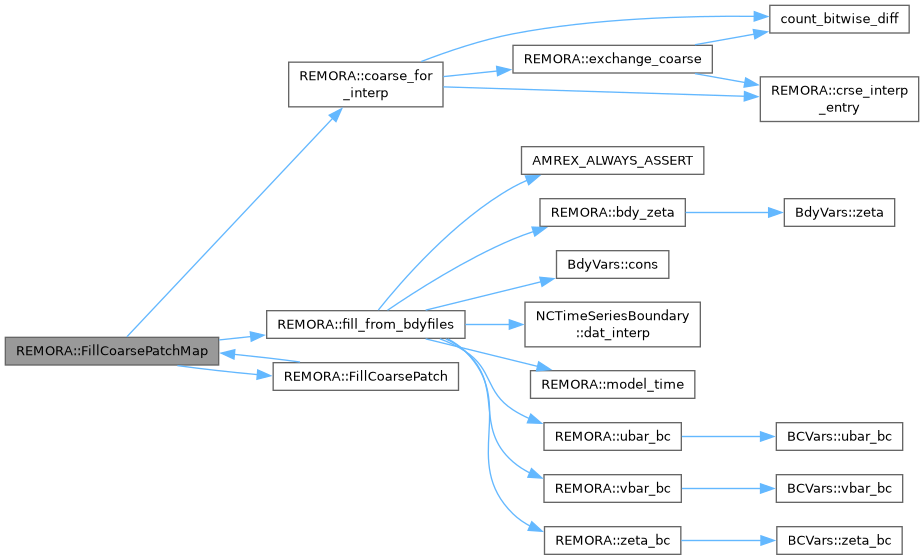 count_bitwise_diff
REMORA::exchange_coarse
REMORA::coarse_for
_interp
REMORA::crse_interp
_entry
AMREX_ALWAYS_ASSERT
REMORA::bdy_zeta
BdyVars::zeta
BdyVars::cons
NCTimeSeriesBoundary
::dat_interp
REMORA::fill_from_bdyfiles
REMORA::FillCoarsePatchMap
REMORA::FillCoarsePatch
REMORA::model_time
REMORA::ubar_bc
BCVars::ubar_bc
REMORA::vbar_bc
BCVars::vbar_bc
REMORA::zeta_bc
BCVars::zeta_bc